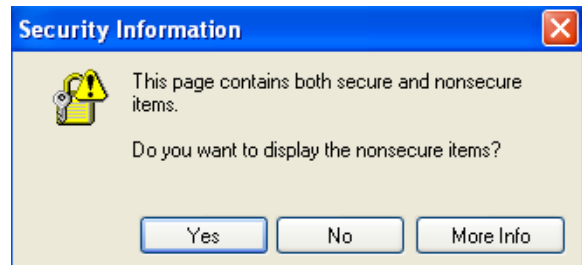 Security Information
This page contains both secure and nonsecure
items.
Do you want to display the nonsecure items?
Yes No More Info